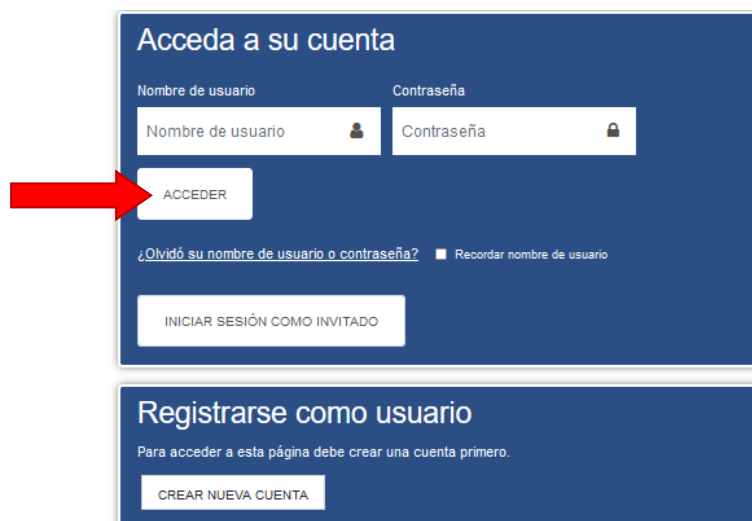 Acceda a su cuenta
Nombre de usuario Contraseña
Nombre de usuario Contraseña
ACCEDER
¿Olvidó su nombre de usuario o contraseña? Recordar nombre de usuario
INICIAR SESIÓN COMO INVITADO
Registrarse como usuario
Para acceder a esta página debe crear una cuenta primero.
CREAR NUEVA CUENTA